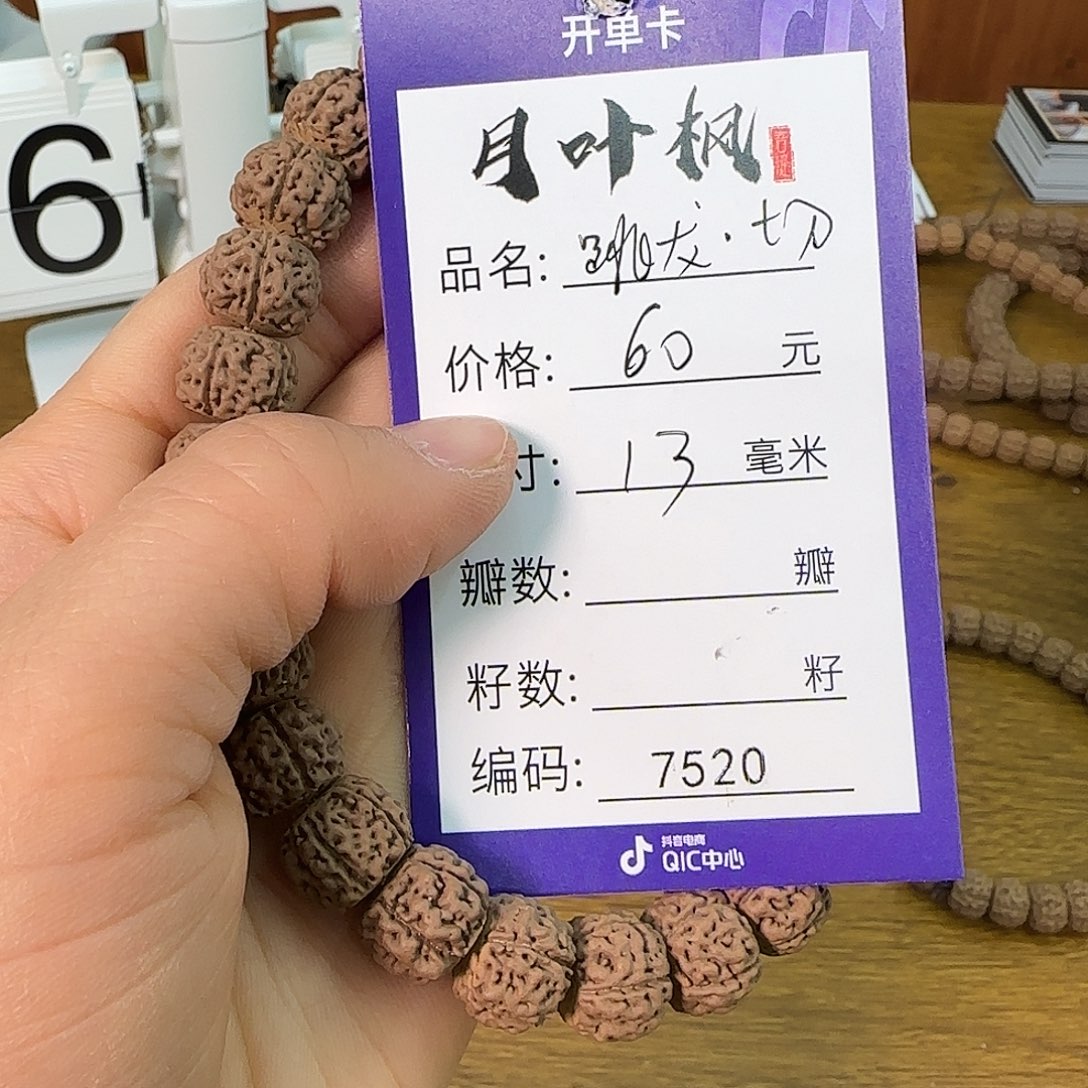 6
开单卡
月叶枫
品名:
价格: 60 元
寸: 13 毫米
瓣数: 瓣
籽数: 籽
编码: 7520
抖音电商
QIC中心